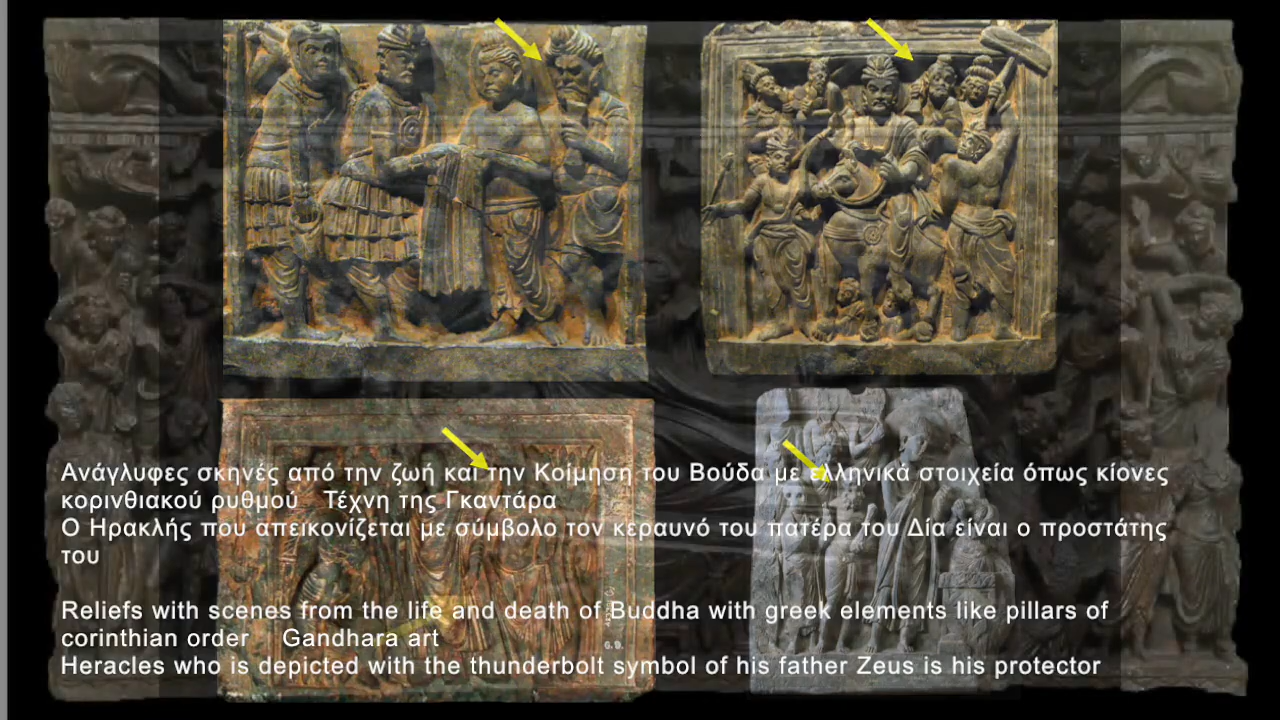 Ανάγλυφες σκηνές από την ζωή και την Κοίμηση του Βούδα με ελληνικά στοιχεία όπως κίονες
κορινθιακού ρυθμού Τέχνη της Γκαντάρα
Ο Ηρακλής που απεικονίζεται με σύμβολο τον κεραυνό του πατέρα του Δία είναι ο προστάτης
του
Reliefs with scenes from the life and death of Buddha with greek elements like pillars of
corinthian order Gandhara art
Heracles who is depicted with the thunderbolt symbol of his father Zeus is his protector